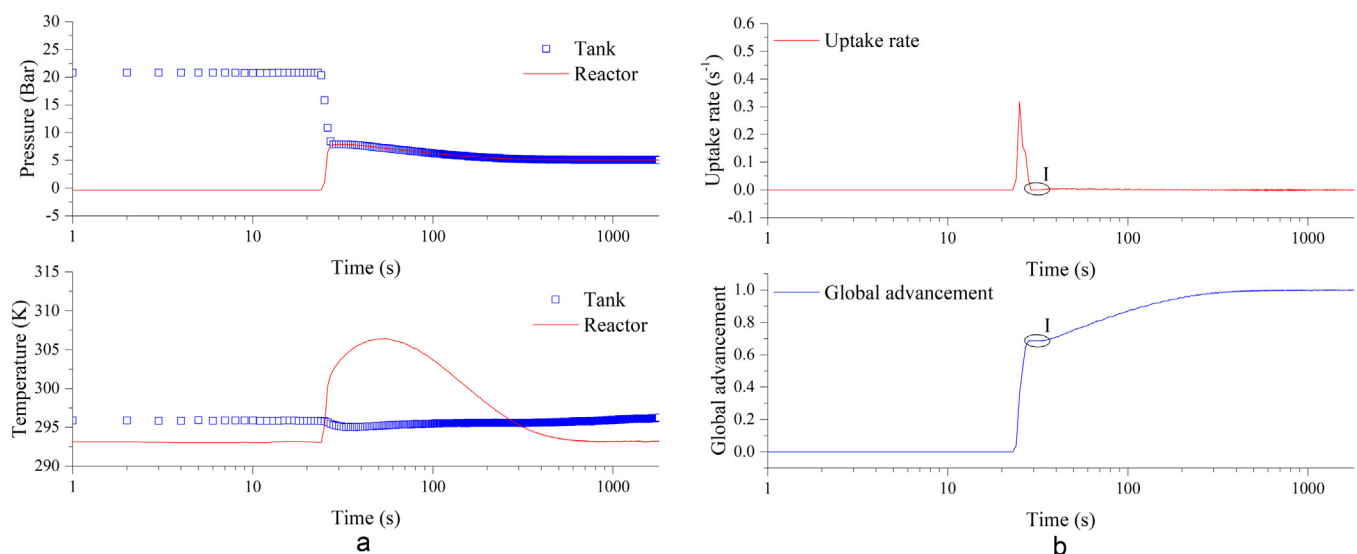 30
25
20
15
10
5
0
-5
Pressure (Bar)
Tank
Reactor
1
10
100
1000
Time (s)
315
310
305
300
295
290
Temperature (K)
Tank
Reactor
1
10
100
1000
Time (s)
a
0.6
0.5
0.4
0.3
0.2
0.1
0.0
-0.1
Uptake rate (s⁻¹)
Uptake rate
I
1
10
100
1000
Time (s)
1.0
0.8
0.6
0.4
0.2
0.0
Global advancement
Global advancement
I
1
10
100
1000
Time (s)
b